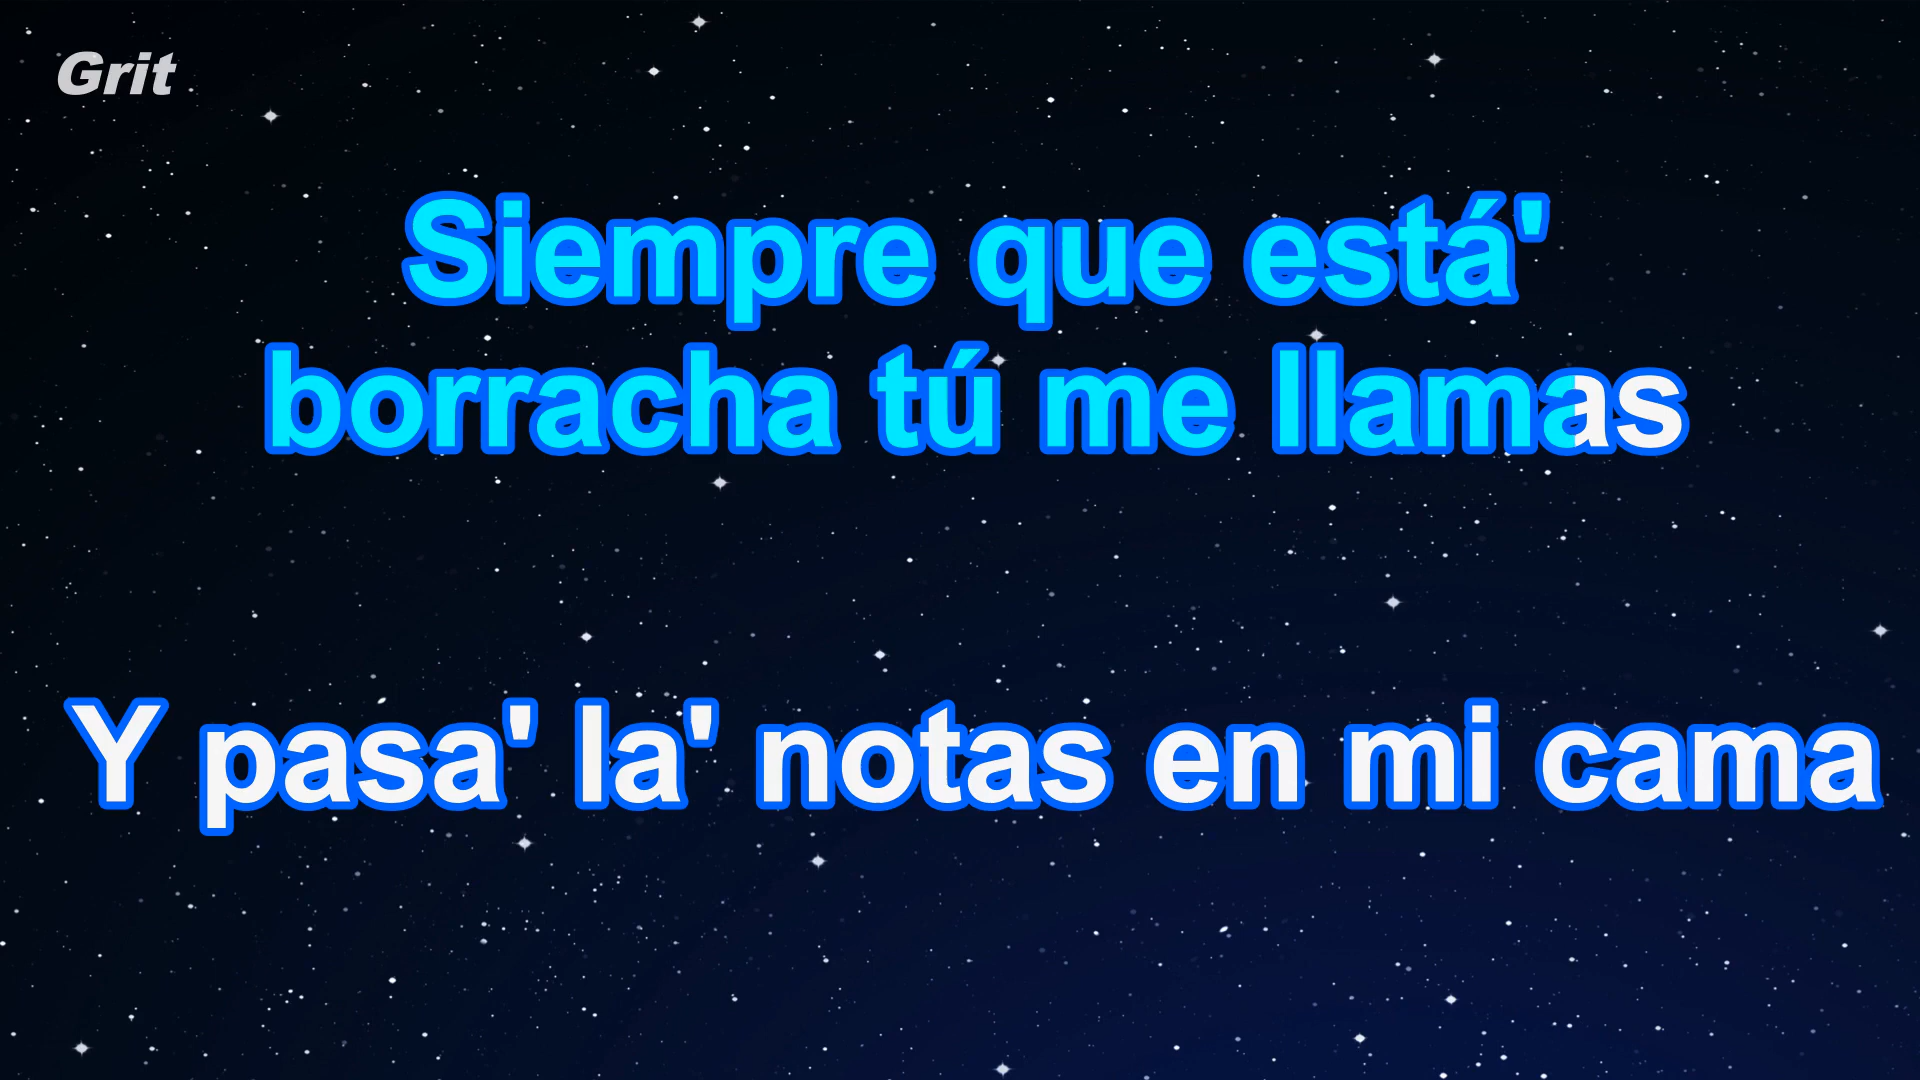 Grit
Siempre que está'
borracha tú me llamas
Y pasa' la' notas en mi cama